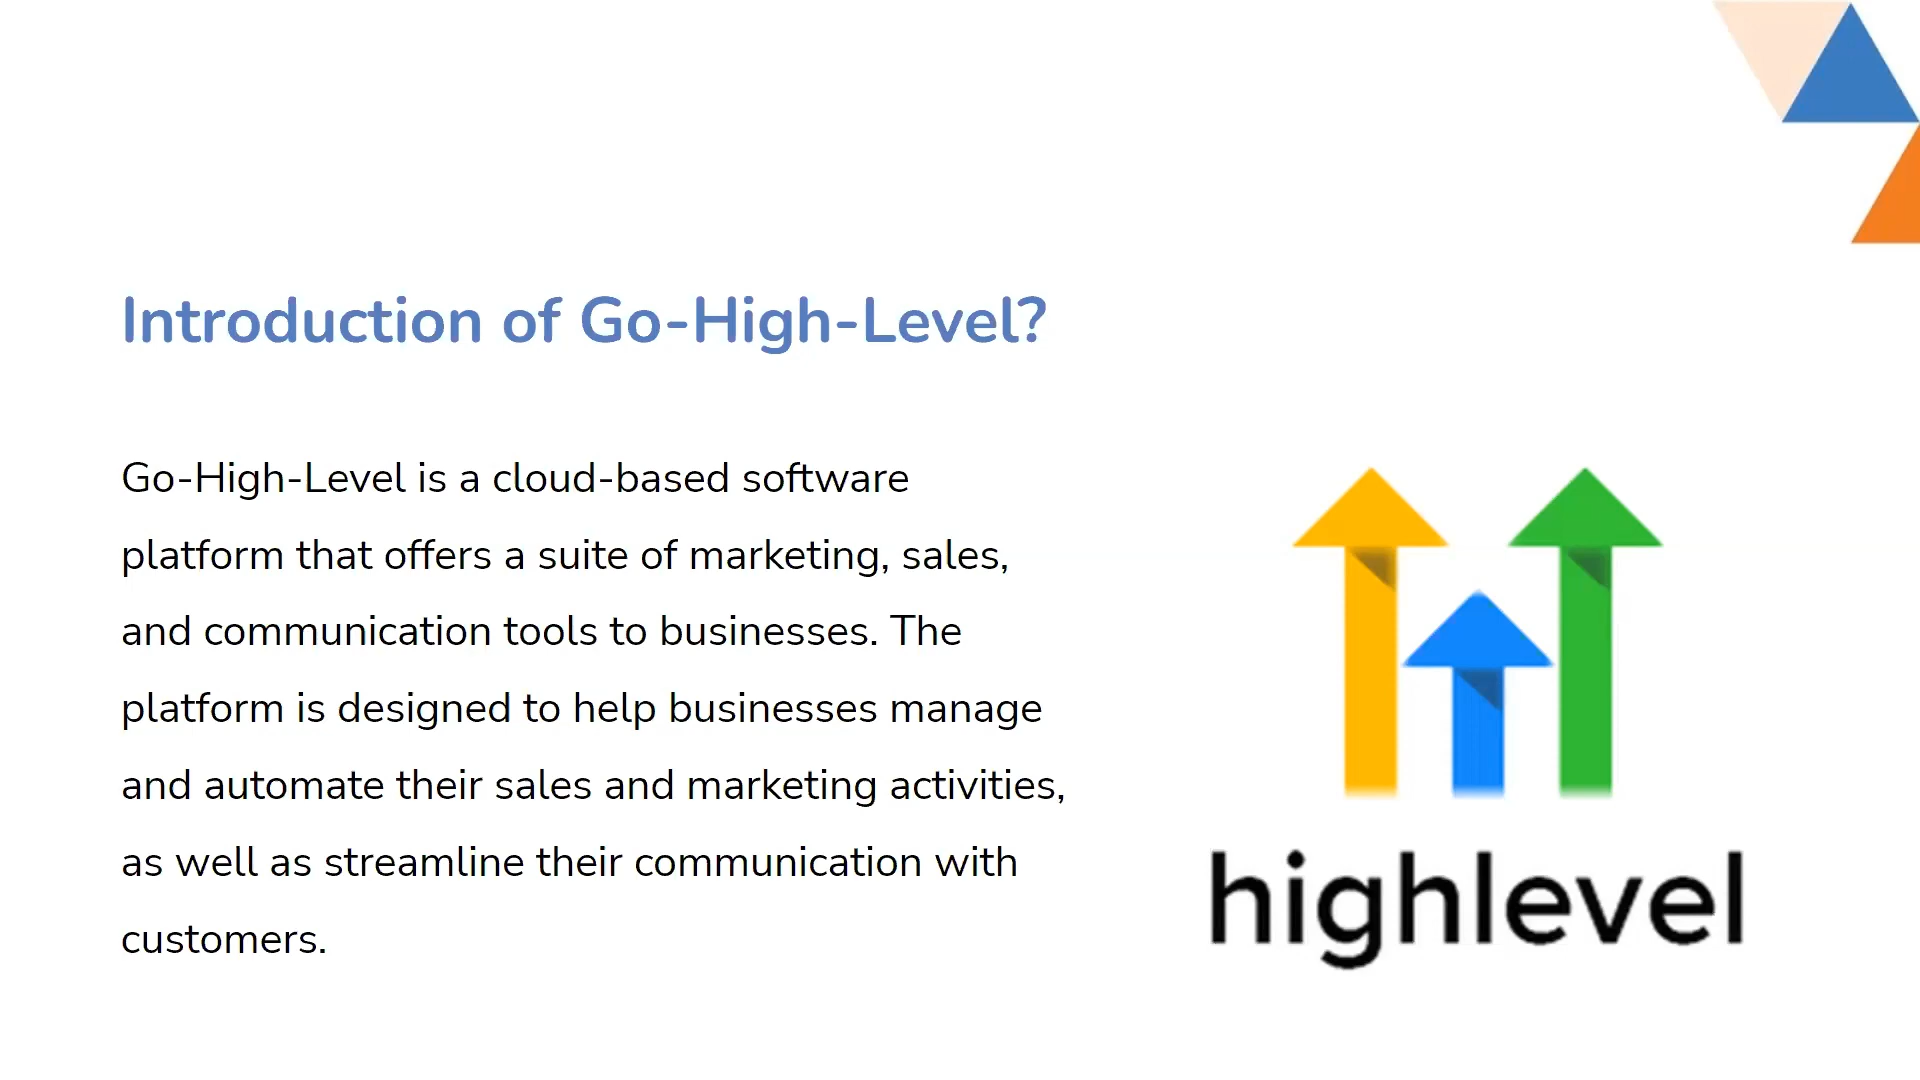 Introduction of Go-High-Level?
Go-High-Level is a cloud-based software
platform that offers a suite of marketing, sales,
and communication tools to businesses. The
platform is designed to help businesses manage
and automate their sales and marketing activities,
as well as streamline their communication with
customers.
highlevel